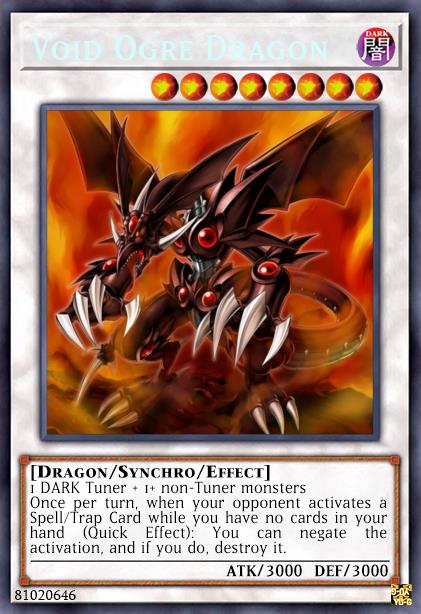 Void Ogre Dragon
DARK
闇
[Dragon/Synchro/Effect]
1 DARK Tuner + 1+ non-Tuner monsters
Once per turn, when your opponent activates a
Spell/Trap Card while you have no cards in your
hand (Quick Effect): You can negate the
activation, and if you do, destroy it.
ATK/3000 DEF/3000
81020646